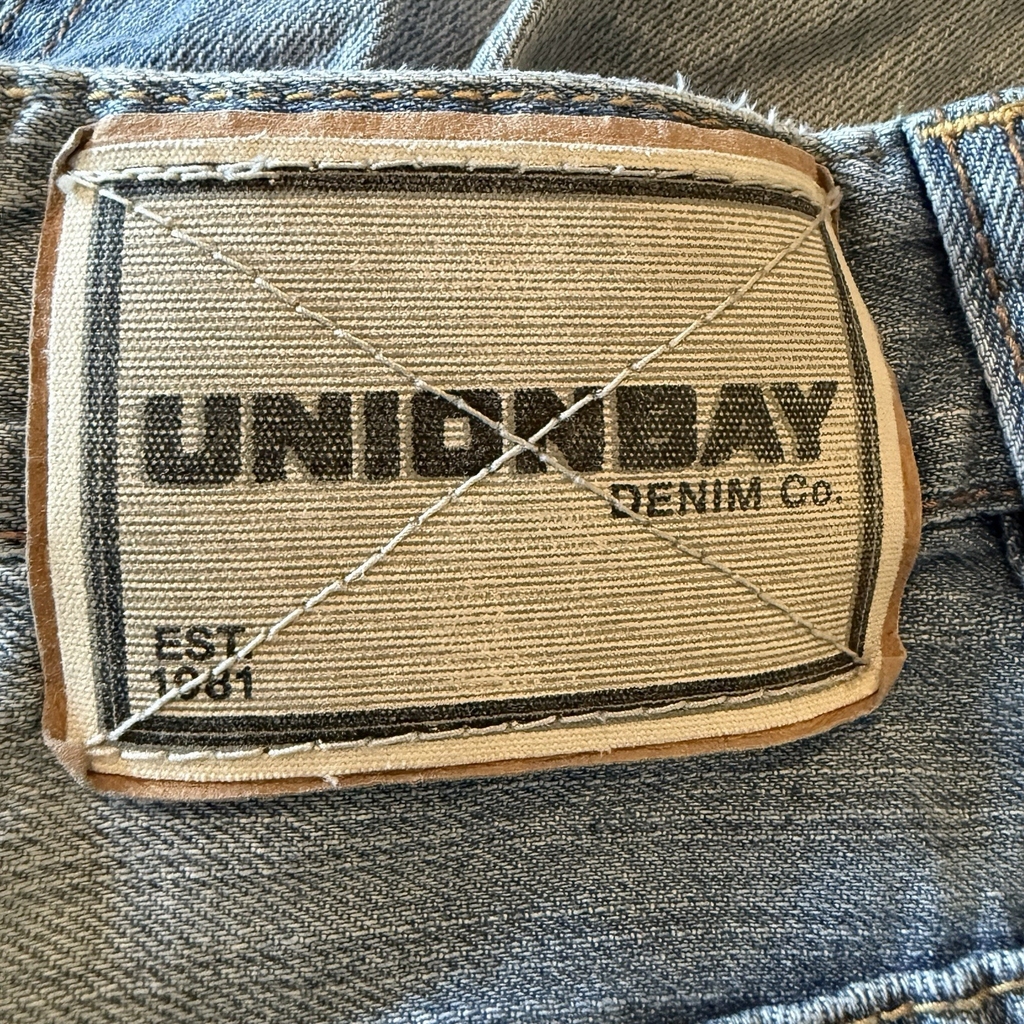 UNIONBAY
DENIM Co.
EST
1981